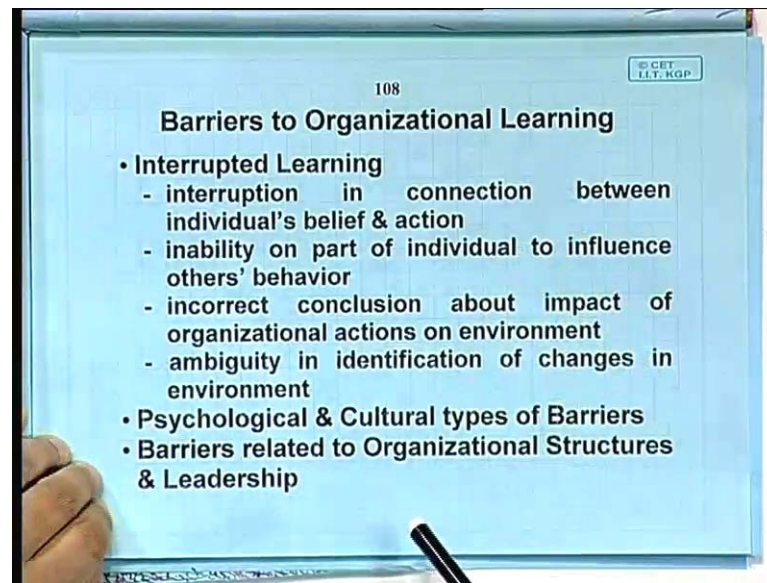 © CET
I.I.T. KGP
108
Barriers to Organizational Learning
• Interrupted Learning
- interruption in connection between
individual's belief & action
- inability on part of individual to influence
others' behavior
- incorrect conclusion about impact of
organizational actions on environment
- ambiguity in identification of changes in
environment
• Psychological & Cultural types of Barriers
• Barriers related to Organizational Structures
& Leadership